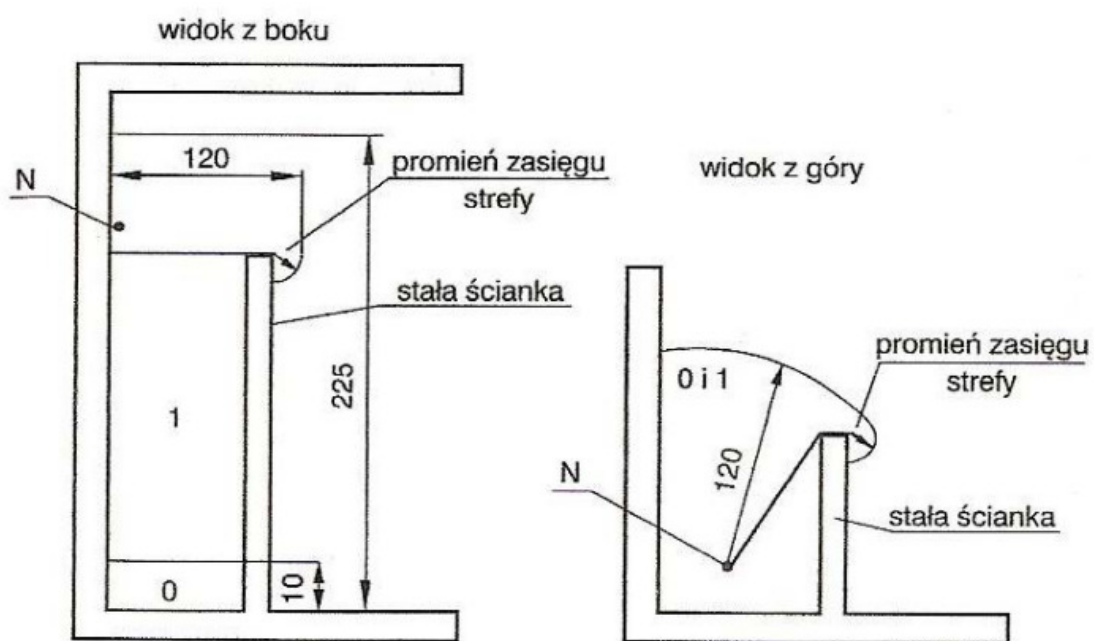 widok z boku
120
promień zasięgu
strefy
N
stała ścianka
225
1
10
0
widok z góry
promień zasięgu
strefy
0 i 1
120
N
stała ścianka